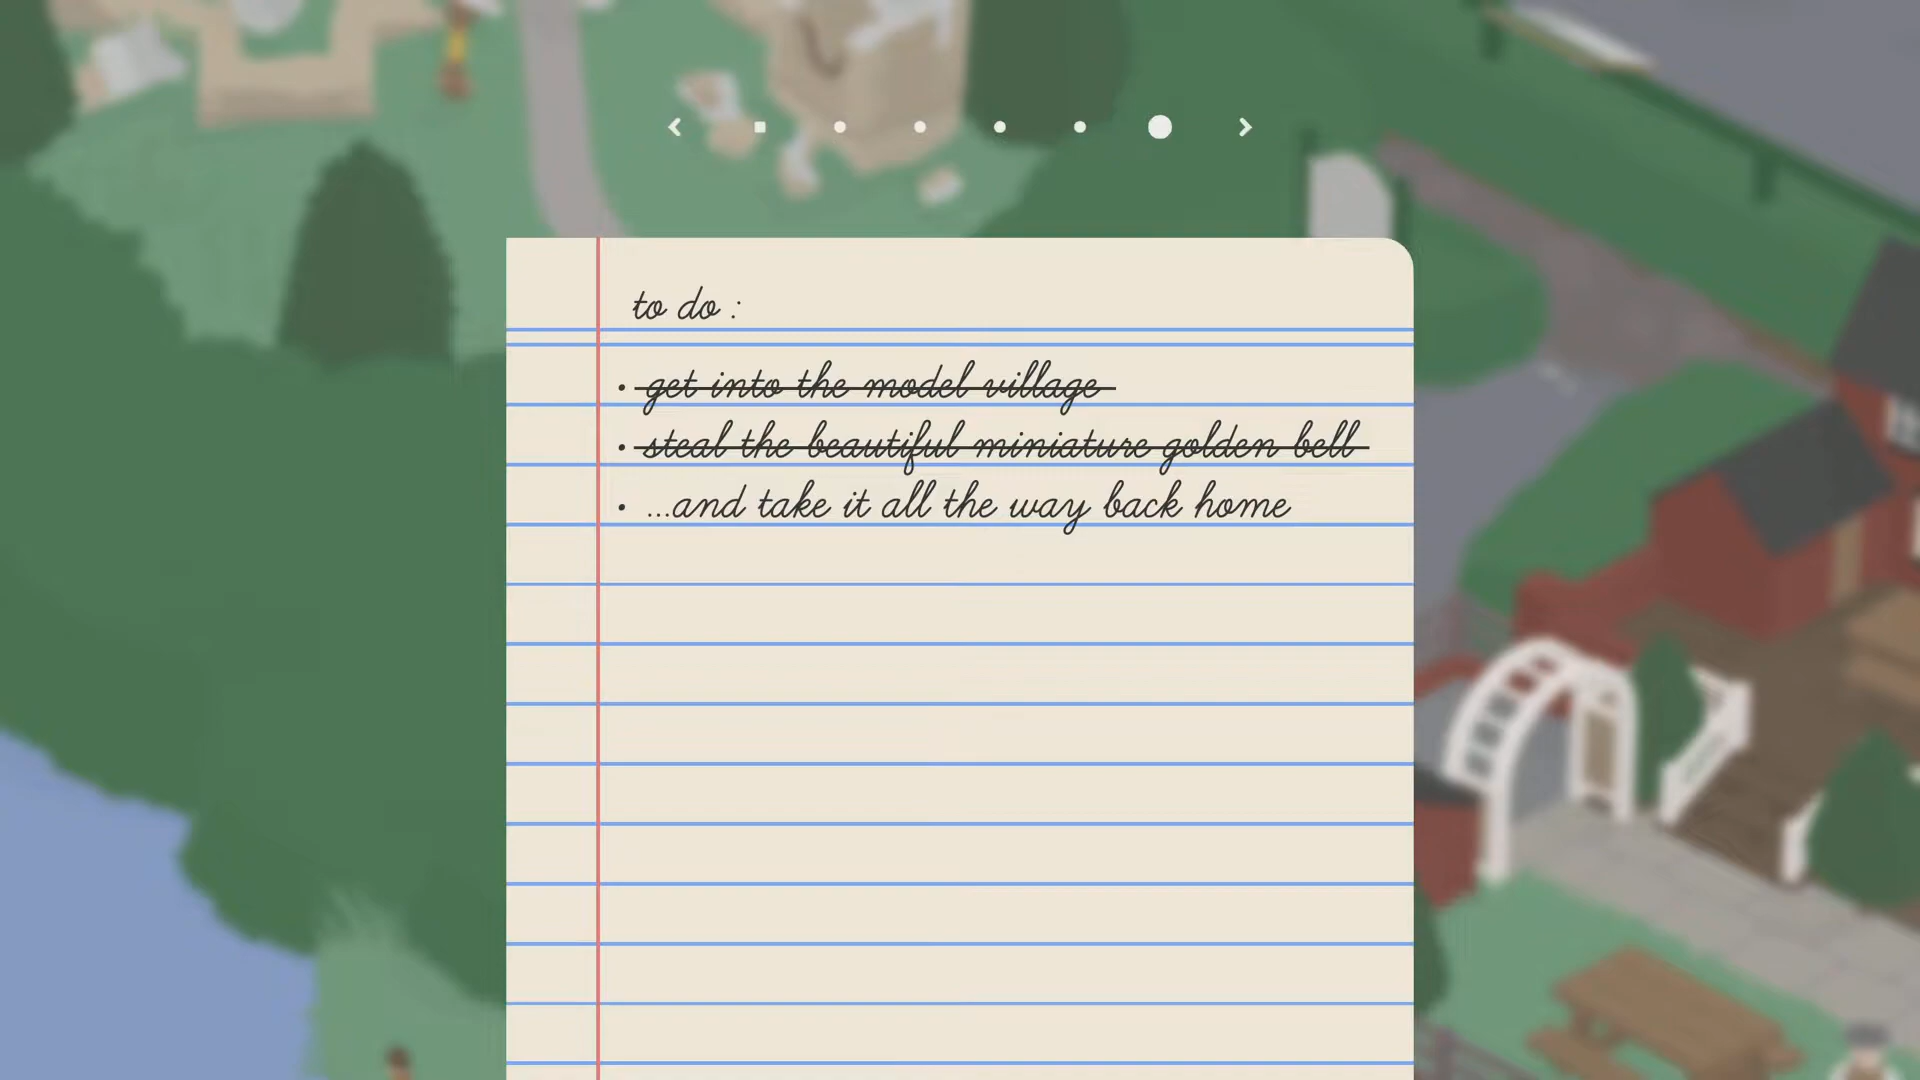 to do :
• get into the model village
• steal the beautiful miniature golden bell
• ...and take it all the way back home